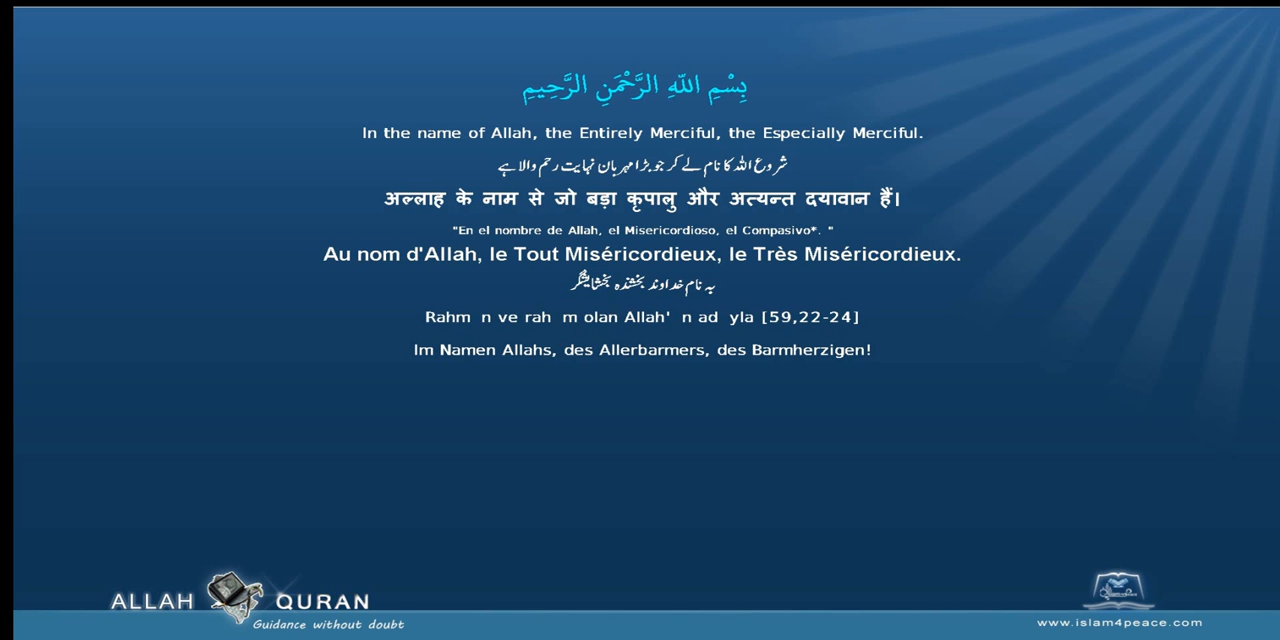 بِسْمِ اللّهِ الرَّحْمَنِ الرَّحِيمِ
In the name of Allah, the Entirely Merciful, the Especially Merciful.
شروع الله کا نام لے کر جو بڑا مہربان نہایت رحم والا ہے
अल्लाह के नाम से जो बड़ा कृपालु और अत्यन्त दयावान हैं।
"En el nombre de Allah, el Misericordioso, el Compasivo*. "
Au nom d'Allah, le Tout Miséricordieux, le Très Miséricordieux.
به نام خداوند بخشنده بخشایشگر
Rahm n ve rah m olan Allah' n ad yla [59,22-24]
Im Namen Allahs, des Allerbarmers, des Barmherzigen!
ALLAH QURAN
Guidance without doubt
www.islam4peace.com